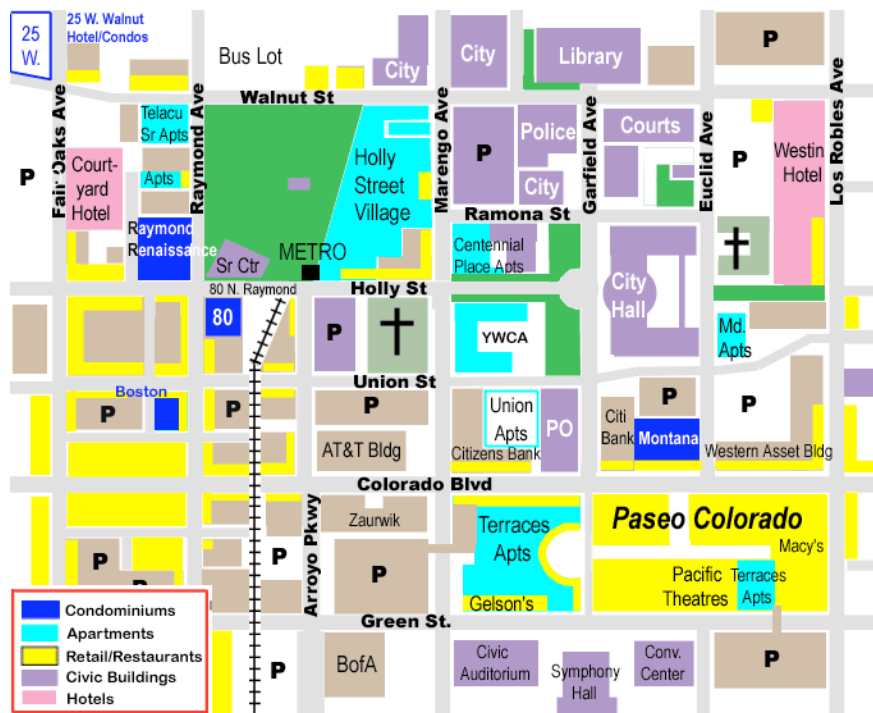 25 W. Walnut
Hotel/Condos
25
W.
Bus Lot
City
City
Library
P
Walnut St
Fair Oaks Ave
Raymond Ave
Marengo Ave
Garfield Ave
Euclid Ave
Los Robles Ave
Telacu
Sr Apts
P
Court-
yard
Hotel
Apts
Holly
Street
Village
P
Police
City
Courts
P
Westin
Hotel
Ramona St
Raymond
Renaissance
Sr Ctr
METRO
Centennial
Place Apts
City
Hall
80 N. Raymond
Holly St
80
P
YWCA
Md.
Apts
Union St
Boston
P
P
P
Union
Apts
PO
Citi
Bank
P
Montana
P
AT&T Bldg
Citizens Bank
Western Asset Bldg
Colorado Blvd
Arroyo Pkwy
Zaurwik
Terraces
Apts
Paseo Colorado
Macy's
P
P
P
P
Pacific
Theatres
Terraces
Apts
Gelson's
Green St.
Condominiums
Apartments
Retail/Restaurants
Civic Buildings
Hotels
P
BofA
Civic
Auditorium
Symphony
Hall
Conv.
Center
P